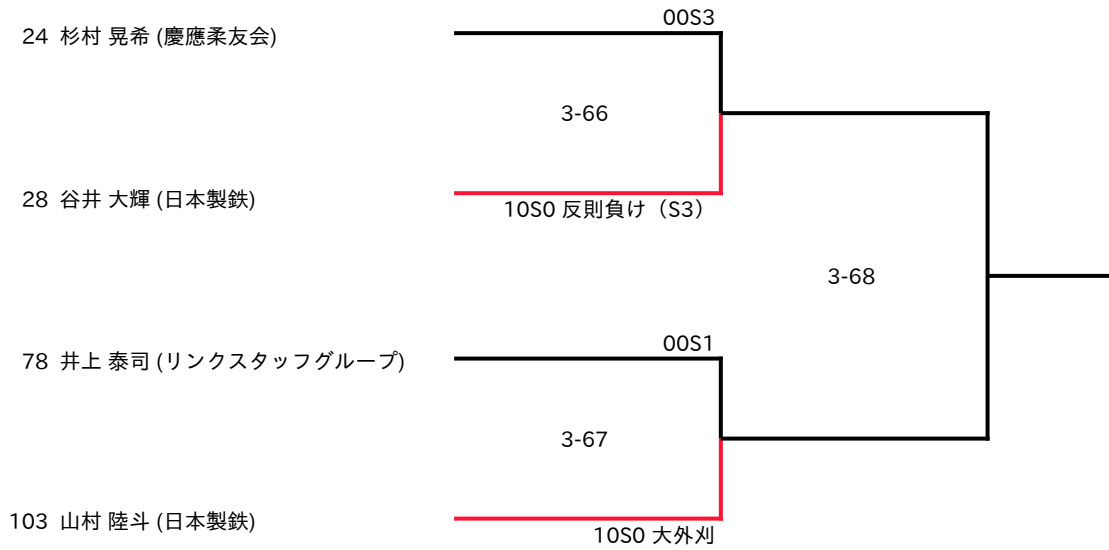 00S3
24 杉村 晃希 (慶應柔友会)
3-66
28 谷井 大輝 (日本製鉄)
10S0 反則負け（S3）
3-68
00S1
78 井上 泰司 (リンクスタッフグループ)
3-67
103 山村 陸斗 (日本製鉄)
10S0 大外刈